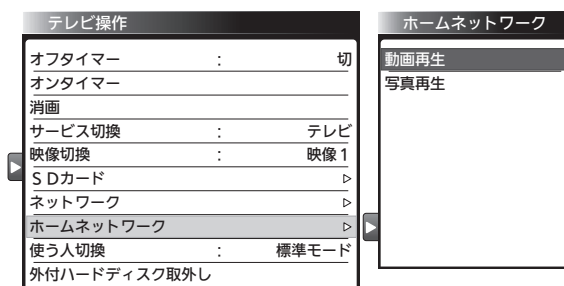 テレビ操作
オフタイマー : 切
オンタイマー
消画
サービス切換 : テレビ
映像切換 : 映像1
SDカード
ネットワーク
ホームネットワーク
使う人切換 : 標準モード
外付ハードディスク取外し
ホームネットワーク
動画再生
写真再生